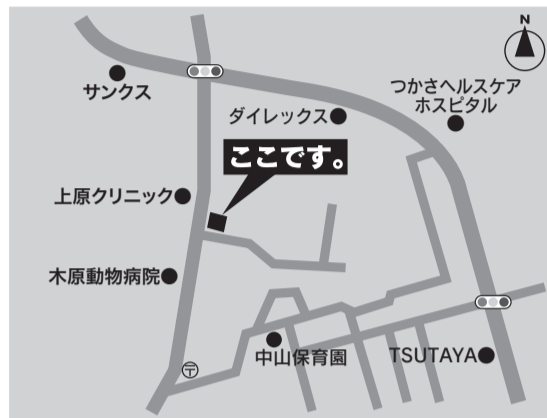 N
サンクス
つかさヘルスケア
ホスピタル
ダイレックス
ここです。
上原クリニック
木原動物病院
〒
中山保育園
TSUTAYA